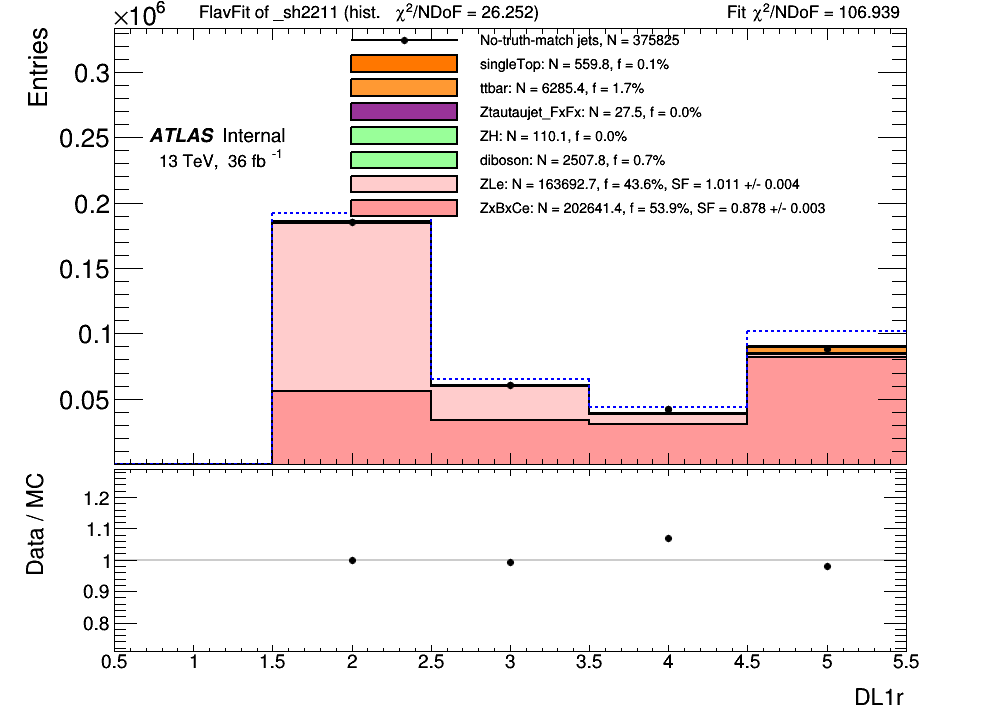 ×10⁶ FlavFit of _sh2211 (hist. χ²/NDoF = 26.252) Fit χ²/NDoF = 106.939
Entries
No-truth-match jets, N = 375825
singleTop: N = 559.8, f = 0.1%
ttbar: N = 6285.4, f = 1.7%
Ztautaujet_FxFx: N = 27.5, f = 0.0%
ZH: N = 110.1, f = 0.0%
diboson: N = 2507.8, f = 0.7%
ZLe: N = 163692.7, f = 43.6%, SF = 1.011 +/- 0.004
ZxBxCe: N = 202641.4, f = 53.9%, SF = 0.878 +/- 0.003
ATLAS Internal
13 TeV, 36 fb⁻¹
0.3
0.25
0.2
0.15
0.1
0.05
Data / MC
1.2
1.1
1
0.9
0.8
0.5 1 1.5 2 2.5 3 3.5 4 4.5 5 5.5
DL1r